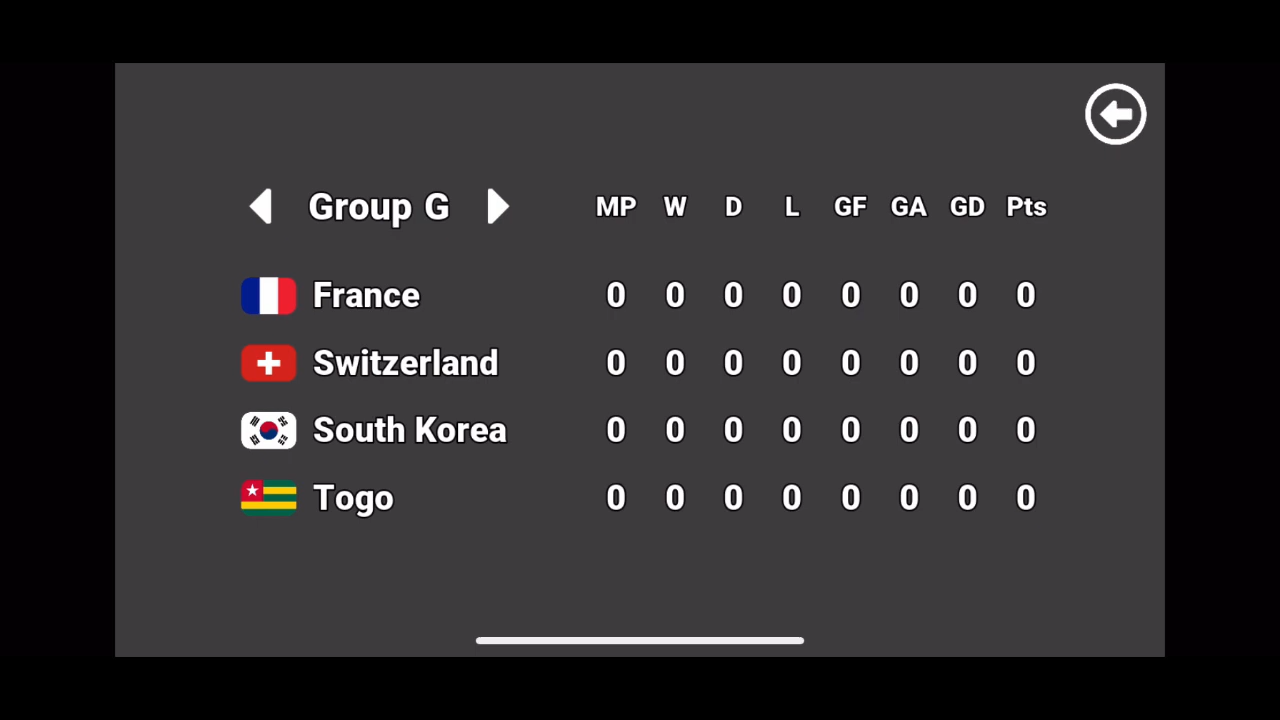 Group G MP W D L GF GA GD Pts
France 0 0 0 0 0 0 0 0
Switzerland 0 0 0 0 0 0 0 0
South Korea 0 0 0 0 0 0 0 0
Togo 0 0 0 0 0 0 0 0